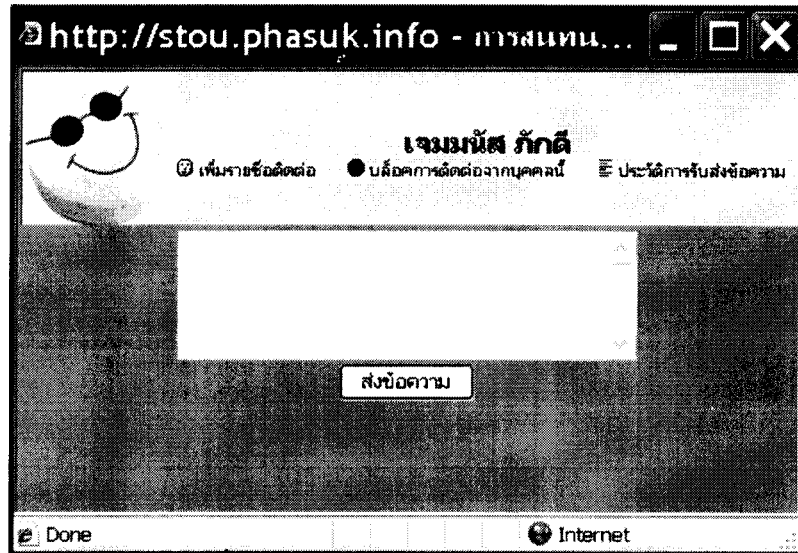 http://stou.phasuk.info - การสนทน...
เจมมนัส ภักดี
เพิ่มรายชื่อติดต่อ บล็อคการติดต่อจากบุคคลนี้ ประวัติการรับส่งข้อความ
ส่งข้อความ
Done Internet